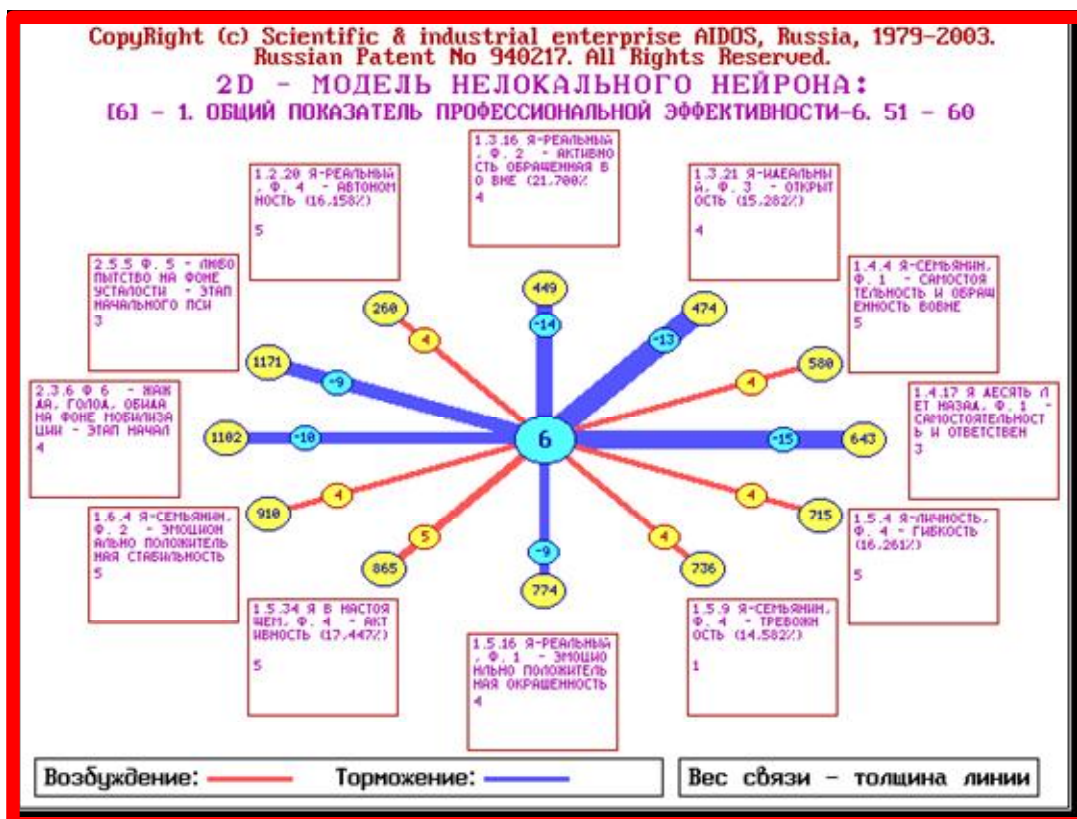 CopyRight (c) Scientific & industrial enterprise AIDOS, Russia, 1979-2003.
Russian Patent No 940217. All Rights Reserved.
2D - МОДЕЛЬ НЕЛОКАЛЬНОГО НЕЙРОНА:
[6] - 1. ОБЩИЙ ПОКАЗАТЕЛЬ ПРОФЕССИОНАЛЬНОЙ ЭФФЕКТИВНОСТИ-6. 51 - 60
1.3.16 Я-РЕАЛЬНЫЙ
, Ф. 2 - АКТИВНО
СТЬ ОБРАЩЕННАЯ В
О ВНЕ (21,700%
4
1.2.20 Я-РЕАЛЬНЫЙ
, Ф. 4 - АВТОНОМ
НОСТЬ (16,158%)
5
1.3.21 Я-ИДЕАЛЬНЫ
Й, Ф. 3 - ОТКРЫТ
ОСТЬ (15,282%)
4
2.5.5 Ф. 5 - ЛЮБО
ПЫТСТВО НА ФОНЕ
УСТАЛОСТИ - ЭТАП
НАЧАЛЬНОГО ПСИ
3
1.4.4 Я-СЕМЬЯНИН,
Ф. 1 - САМОСТОЯ
ТЕЛЬНОСТЬ И ОБРАЩ
ЕННОСТЬ ВОВНЕ
5
2.3.6 Ф 6 - ЖАЖ
ДА, ГОЛОД, ОБИДА
НА ФОНЕ МОБИЛИЗА
ЦИИ - ЭТАП НАЧАЛ
4
1.4.17 Я ДЕСЯТЬ Л
ЕТ НАЗАД, Ф. 1 -
САМОСТОЯТЕЛЬНОСТ
Ь И ОТВЕТСТВЕН
3
1.6.4 Я-СЕМЬЯНИН,
Ф. 2 - ЭМОЦИОН
АЛЬНО ПОЛОЖИТЕЛЬ
НАЯ СТАБИЛЬНОСТЬ
5
1.5.4 Я-ЛИЧНОСТЬ,
Ф. 4 - ГИБКОСТЬ
(16,261%)
5
1.5.34 Я В НАСТОЯ
ЩЕМ, Ф. 4 - АКТ
ИВНОСТЬ (17,447%)
5
1.5.16 Я-РЕАЛЬНЫЙ
, Ф. 1 - ЭМОЦИО
НЛЬНО ПОЛОЖИТЕЛЬ
НАЯ ОКРАШЕННОСТЬ
4
1.5.9 Я-СЕМЬЯНИН,
Ф. 4 - ТРЕВОЖН
ОСТЬ (14,582%)
1
449
-14
260
4
474
-13
1171
-9
580
4
1102
-10
6
-15
643
910
4
4
715
865
5
-9
774
4
736
Возбуждение: Торможение:
Вес связи - толщина линии